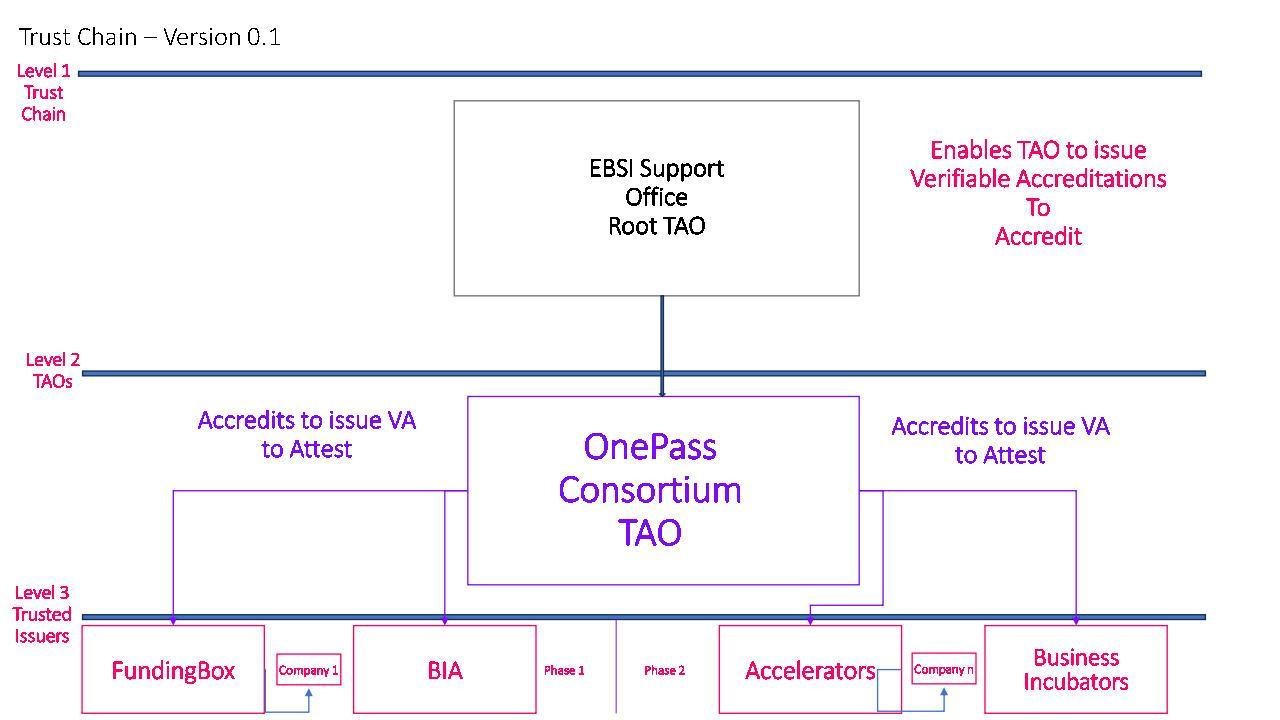 Trust Chain – Version 0.1
Level 1
Trust
Chain
EBSI Support
Office
Root TAO
Enables TAO to issue
Verifiable Accreditations
To
Accredit
Level 2
TAOs
Accredits to issue VA
to Attest
OnePass
Consortium
TAO
Accredits to issue VA
to Attest
Level 3
Trusted
Issuers
FundingBox
Company 1
BIA
Phase 1
Phase 2
Accelerators
Company n
Business
Incubators